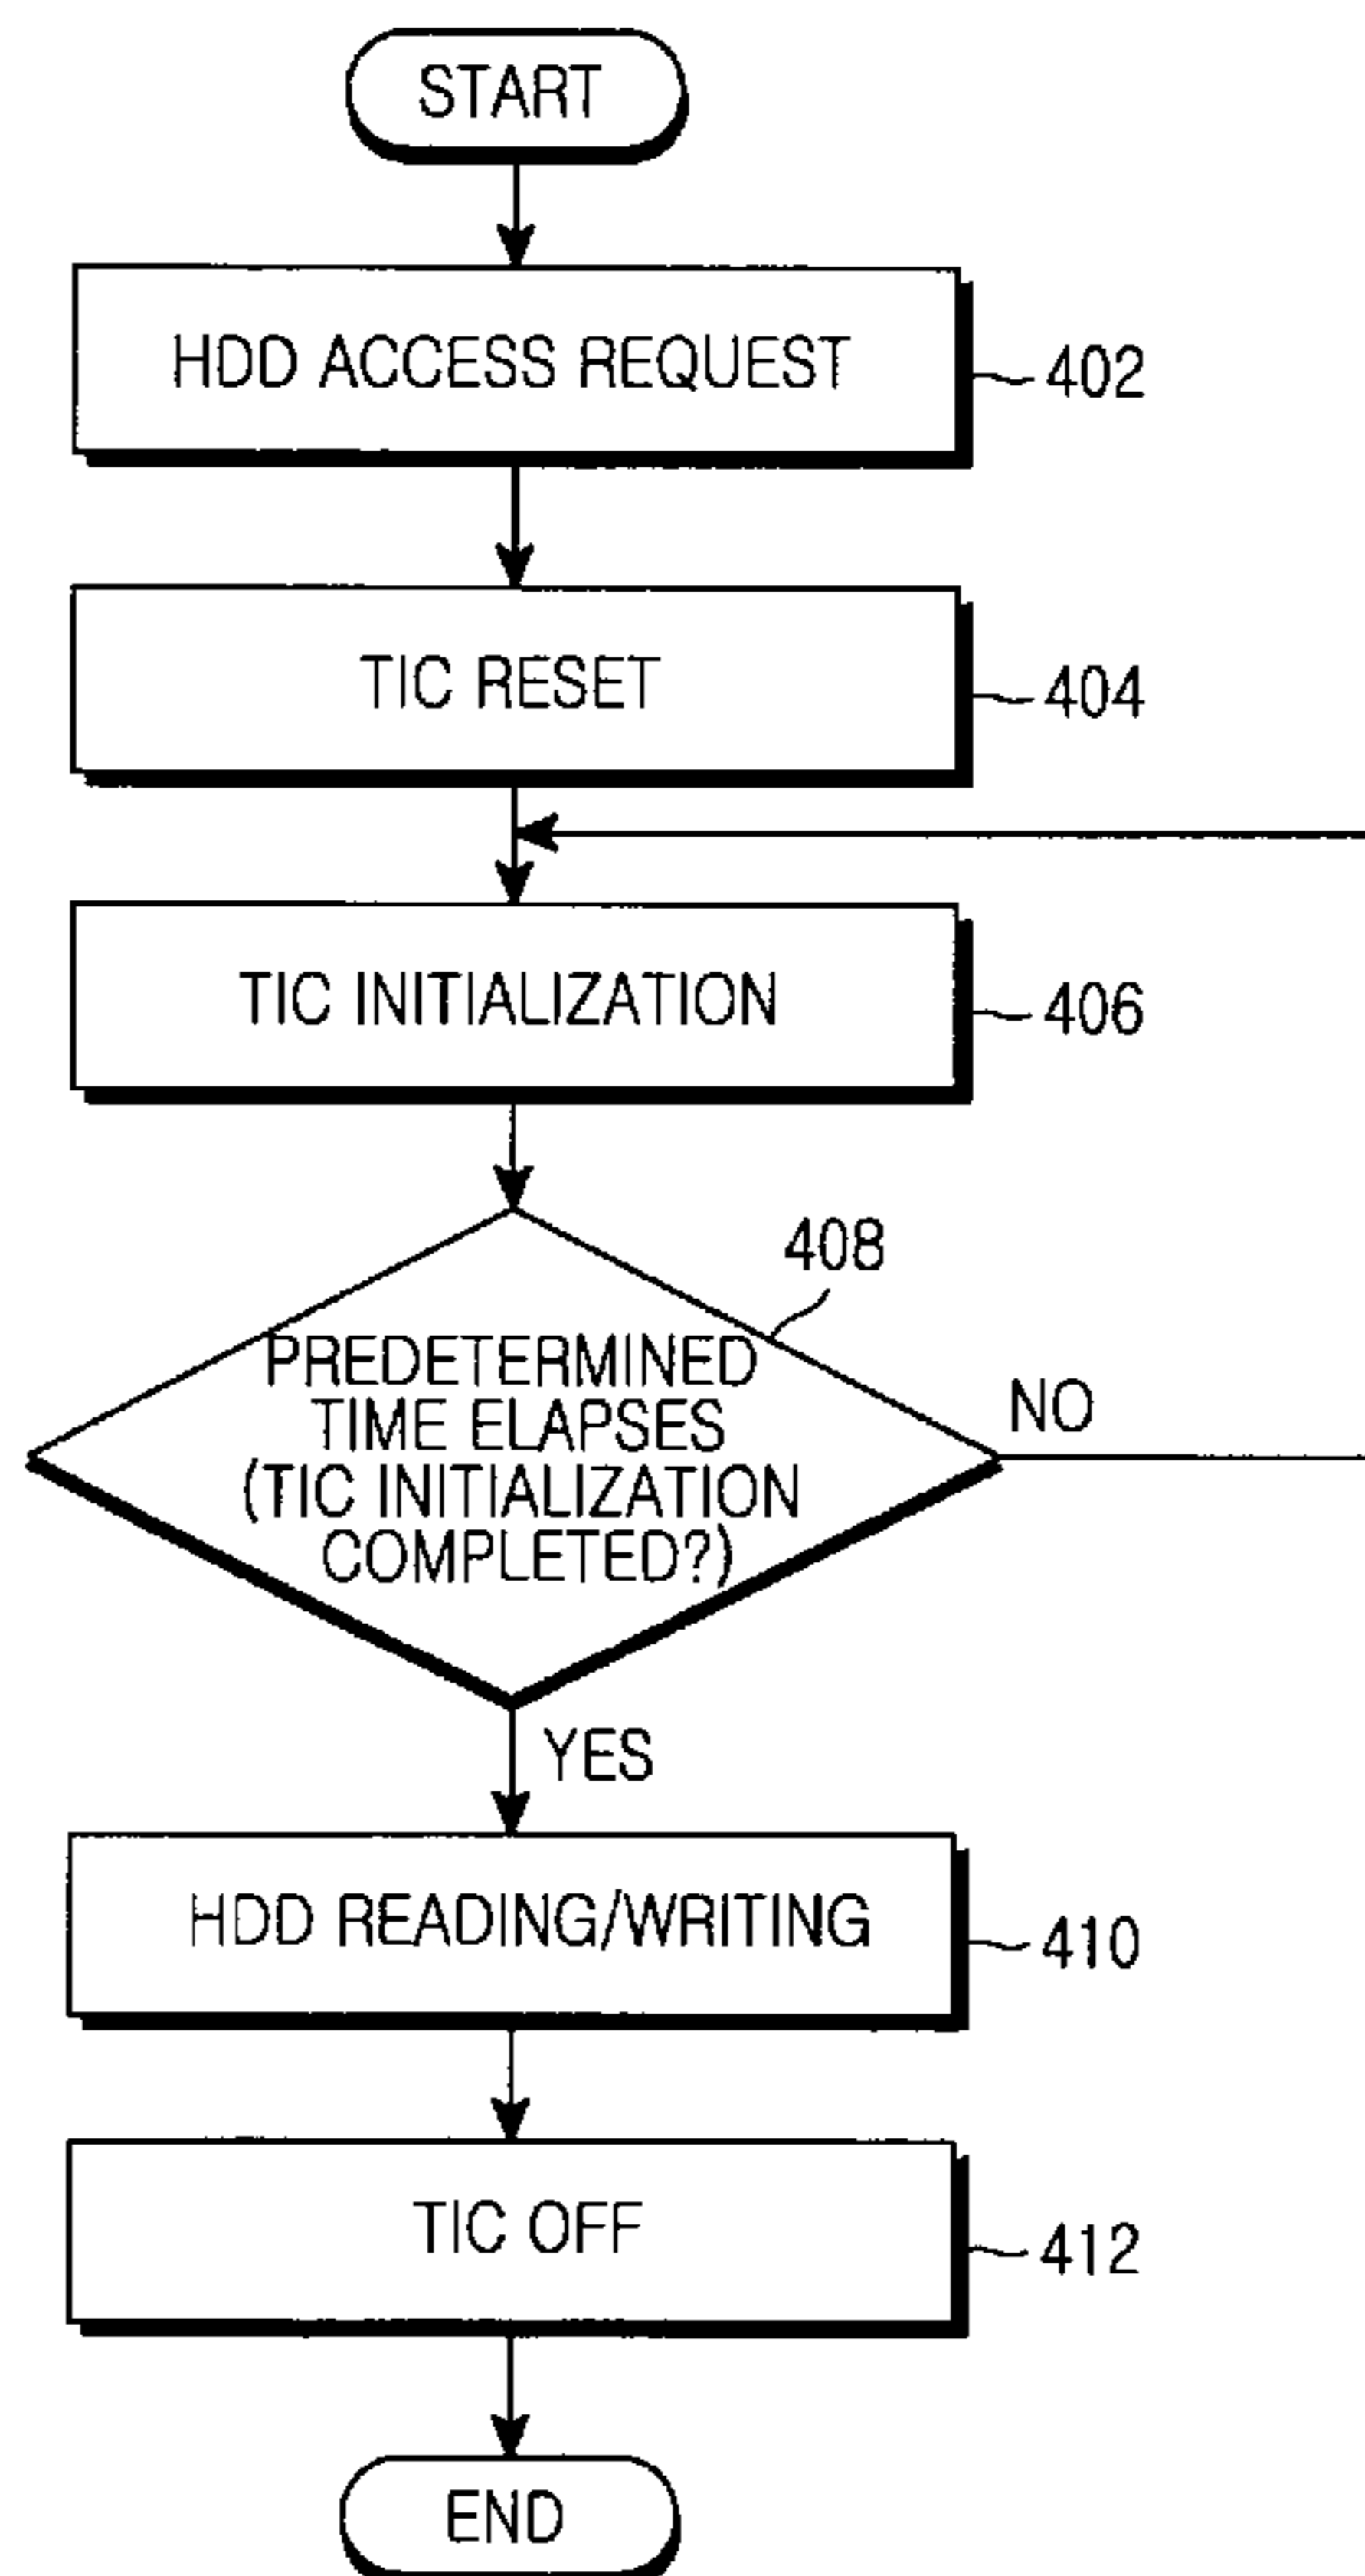 START
HDD ACCESS REQUEST
402
TIC RESET
404
TIC INITIALIZATION
406
408
PREDETERMINED
TIME ELAPSES
(TIC INITIALIZATION
COMPLETED?)
NO
YES
HDD READING/WRITING
410
TIC OFF
412
END